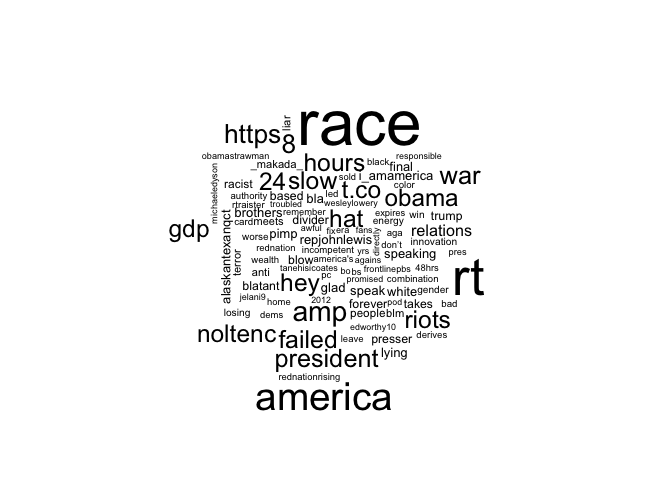 race
https
8
liar
obamastrawman
_makada_
hours
black
responsible
final
michaeledyson
racist
24
slow
sold
l_amamerica
war
t.co
color
authority
based
bla
led
obama
rtraister
troubled
wesleylowery
brothers
remember
hat
expires
win
trump
cardmeets
divider
energy
relations
gdp
worse
pimp
awful
fix
era
fans
aga
repjohnlewis
directly
don't
innovation
alaskantexanqct
terror
rednation
incompetent
yrs
speaking
pres
wealth
blow
america's
agains
anti
tanehisicoates
bobs
frontlinepbs
48hrs
pc
promised
combination
rt
blatant
hey
glad
speak
white
gender
jelani9
home
2012
forever
pod
takes
bad
losing
dems
amp
people
blm
riots
noltenc
failed
edworthy10
leave
presser
derives
president
lying
rednationrising
america